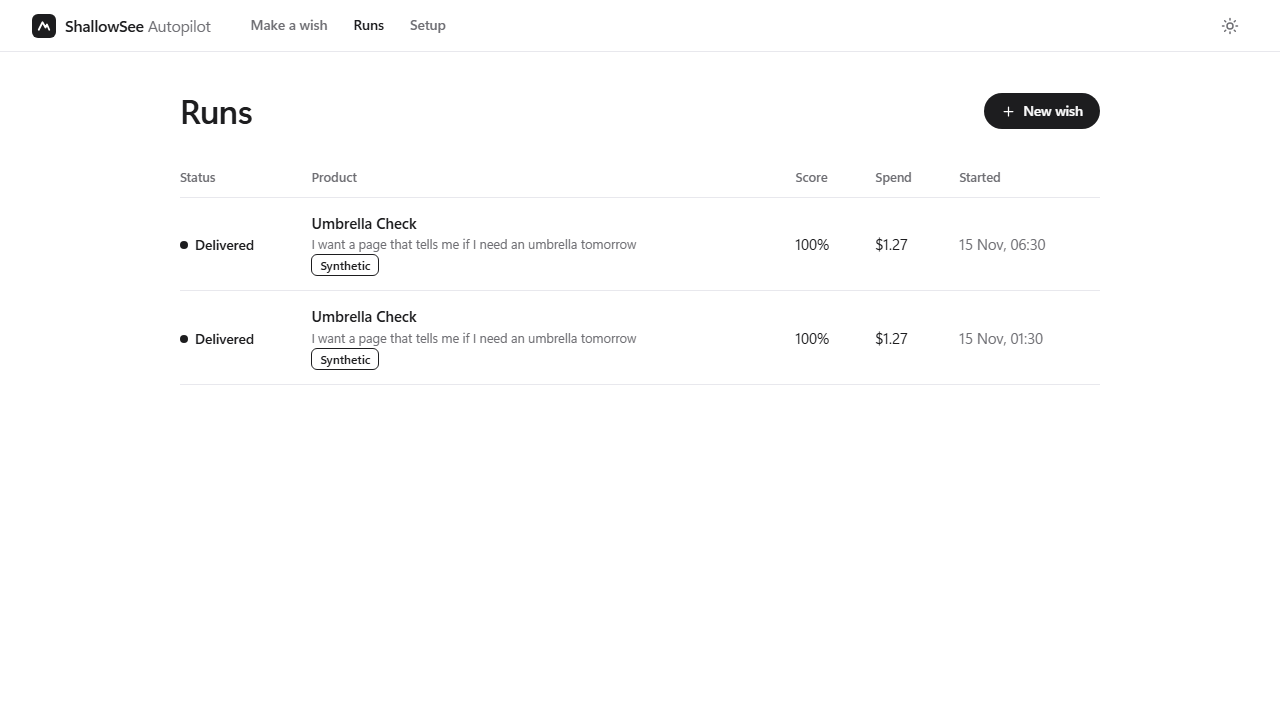 ShallowSee Autopilot
Make a wish
Runs
Setup
Runs
+ New wish
Status Product Score Spend Started
Umbrella Check
I want a page that tells me if I need an umbrella tomorrow
Delivered 100% $1.27 15 Nov, 06:30
Synthetic
Umbrella Check
I want a page that tells me if I need an umbrella tomorrow
Delivered 100% $1.27 15 Nov, 01:30
Synthetic